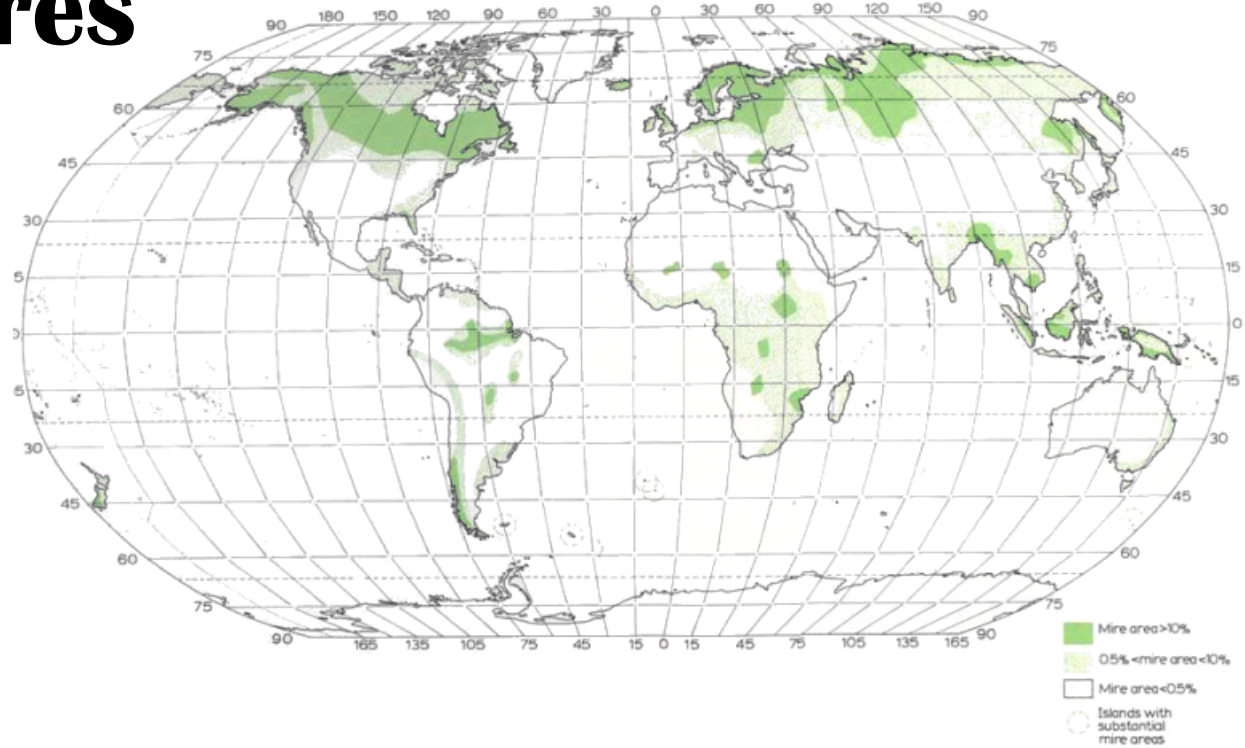 res
90 180 150 120 90 60 30 0 30 60 90 120 150 90
75 75
60 60
45 45
30 30
5 15
0 0
5 15
30 30
45 45
60 60
75 75
90 165 135 105 75 45 15 0 15 45 75 105 135 165 90
Mire area>10%
0.5%<mire area<10%
Mire area<0.5%
Islands with
substantial
mire areas